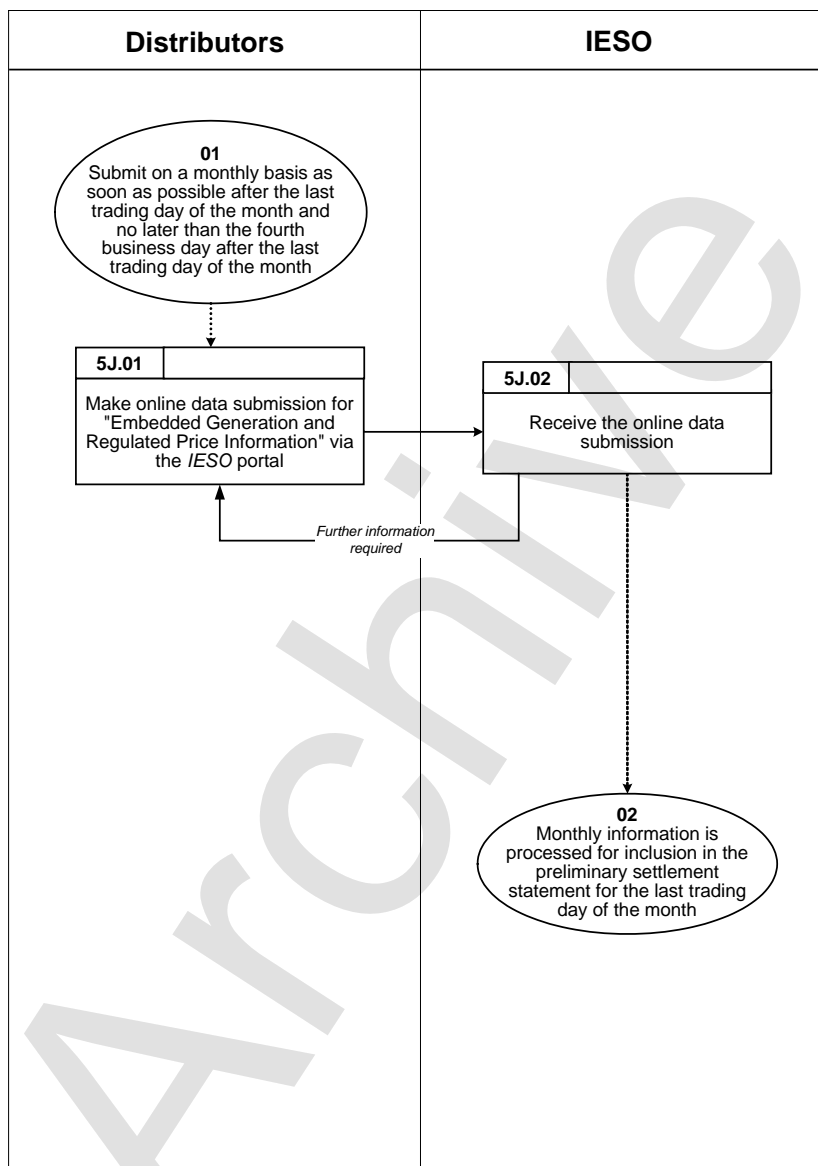 Distributors
IESO
01
Submit on a monthly basis as
soon as possible after the last
trading day of the month and
no later than the fourth
business day after the last
trading day of the month
5J.01
Make online data submission for
"Embedded Generation and
Regulated Price Information" via
the IESO portal
5J.02
Receive the online data
submission
Further information
required
02
Monthly information is
processed for inclusion in the
preliminary settlement
statement for the last trading
day of the month
Archive